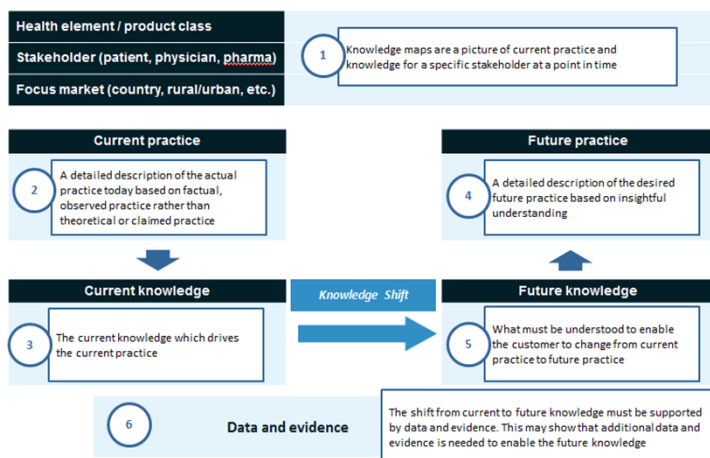 Health element / product class
Stakeholder (patient, physician, pharma)
Focus market (country, rural/urban, etc.)
1
Knowledge maps are a picture of current practice and
knowledge for a specific stakeholder at a point in time
Current practice
2
A detailed description of the actual
practice today based on factual,
observed practice rather than
theoretical or claimed practice
Future practice
4
A detailed description of the desired
future practice based on insightful
understanding
Current knowledge
3
The current knowledge which drives
the current practice
Knowledge Shift
Future knowledge
5
What must be understood to enable
the customer to change from current
practice to future practice
6
Data and evidence
The shift from current to future knowledge must be supported
by data and evidence. This may show that additional data and
evidence is needed to enable the future knowledge